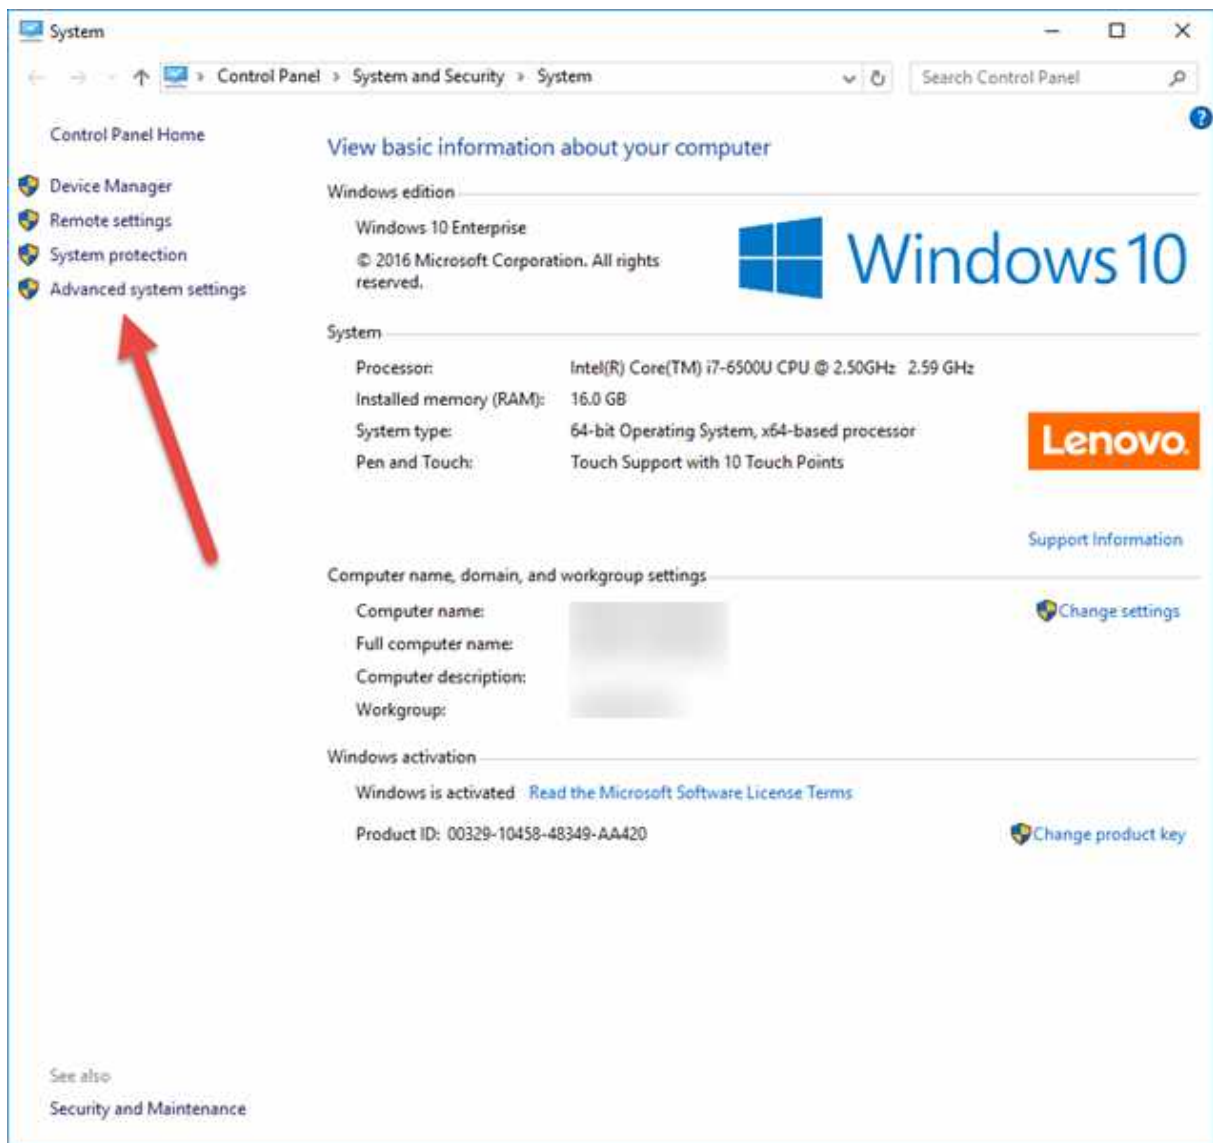 System
Control Panel > System and Security > System
Search Control Panel
Control Panel Home
Device Manager
Remote settings
System protection
Advanced system settings
View basic information about your computer
Windows edition
Windows 10 Enterprise
© 2016 Microsoft Corporation. All rights
reserved.
Windows 10
System
Processor: Intel(R) Core(TM) i7-6500U CPU @ 2.50GHz 2.59 GHz
Installed memory (RAM): 16.0 GB
System type: 64-bit Operating System, x64-based processor
Pen and Touch: Touch Support with 10 Touch Points
Lenovo.
Support Information
Computer name, domain, and workgroup settings
Computer name:
Change settings
Full computer name:
Computer description:
Workgroup:
Windows activation
Windows is activated Read the Microsoft Software License Terms
Product ID: 00329-10458-48349-AA420
Change product key
See also
Security and Maintenance